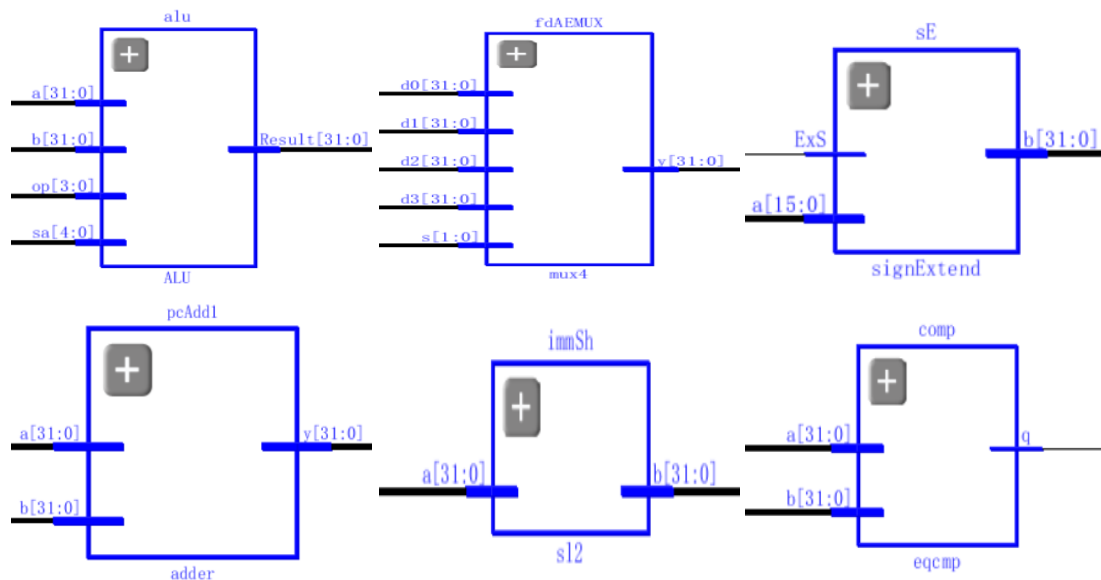 alu
a[31:0]
b[31:0]
op[3:0]
sa[4:0]
Result[31:0]
ALU
fdAEMUX
d0[31:0]
d1[31:0]
d2[31:0]
d3[31:0]
s[1:0]
y[31:0]
mux4
sE
ExS
a[15:0]
b[31:0]
signExtend
pcAdd1
a[31:0]
b[31:0]
y[31:0]
adder
immSh
a[31:0]
b[31:0]
sl2
comp
a[31:0]
b[31:0]
q
eqcmp